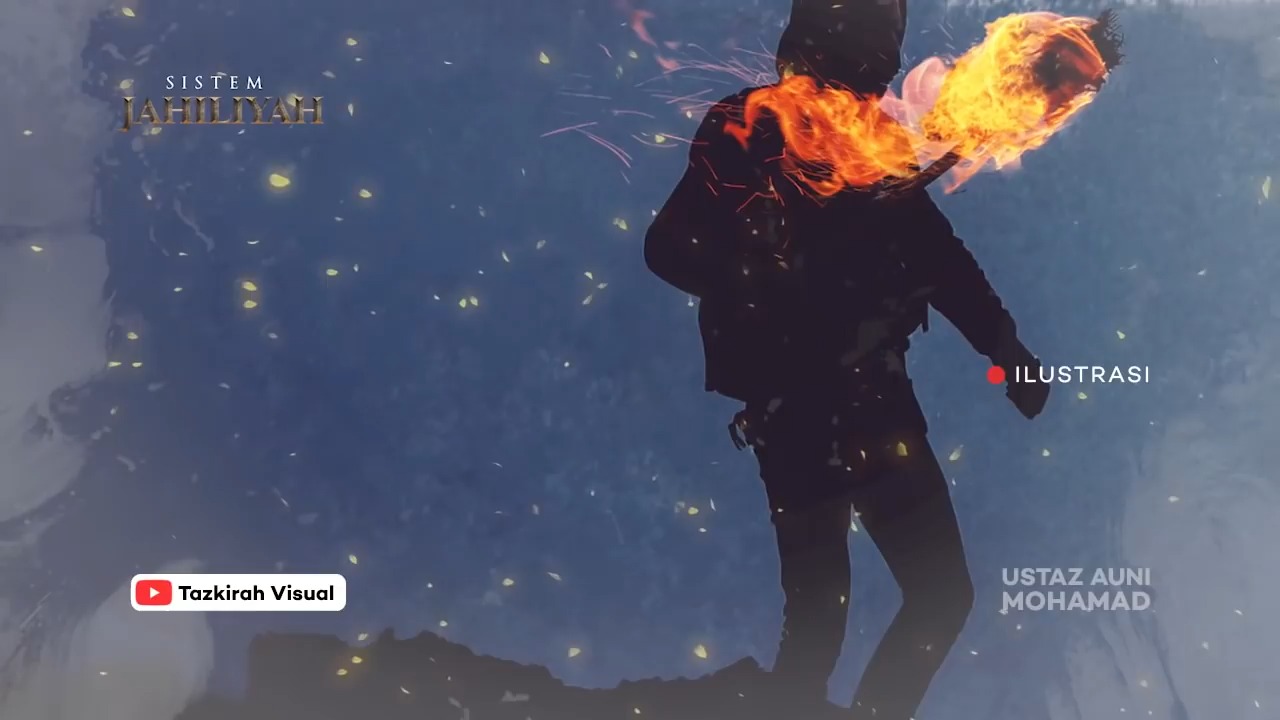 SISTEM
JAHILIYAH
ILUSTRASI
Tazkirah Visual
USTAZ AUNI
MOHAMAD